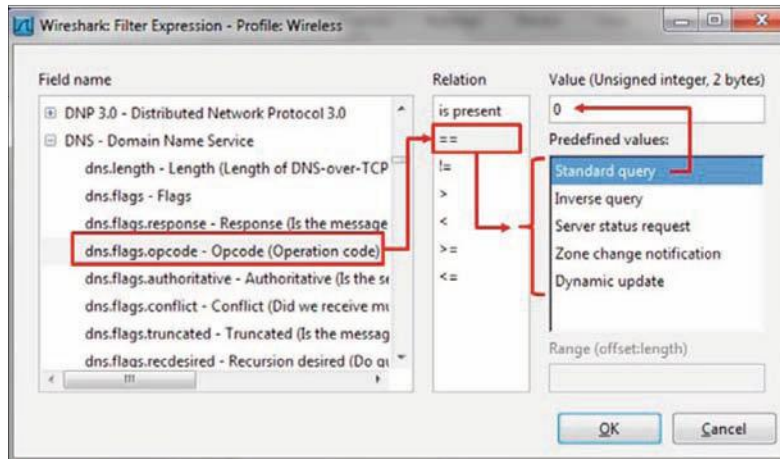 Wireshark: Filter Expression - Profile: Wireless
Field name
DNP 3.0 - Distributed Network Protocol 3.0
DNS - Domain Name Service
dns.length - Length (Length of DNS-over-TCP
dns.flags - Flags
dns.flags.response - Response (Is the message
dns.flags.opcode - Opcode (Operation code)
dns.flags.authoritative - Authoritative (Is the se
dns.flags.conflict - Conflict (Did we receive mu
dns.flags.truncated - Truncated (Is the messag
dns.flags.recdesired - Recursion desired (Do qu
Relation
is present
==
!=
>
<
>=
<=
Value (Unsigned integer, 2 bytes)
0
Predefined values:
Standard query
Inverse query
Server status request
Zone change notification
Dynamic update
Range (offset:length)
OK
Cancel